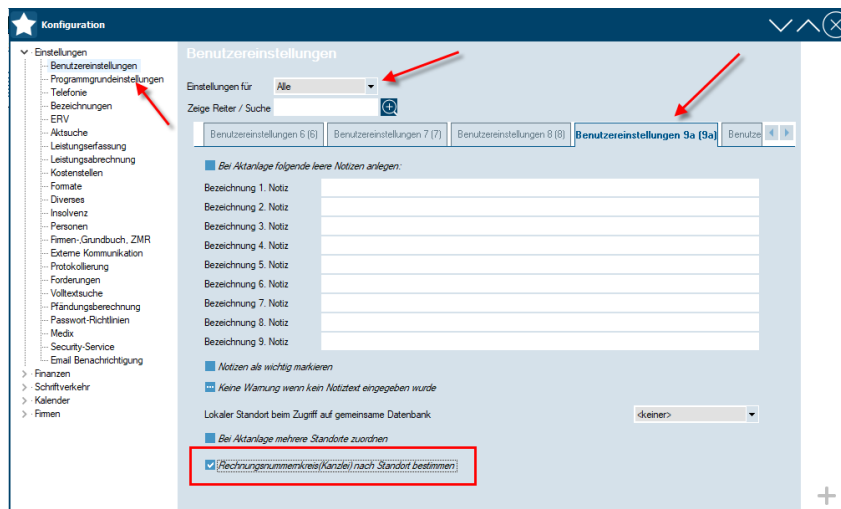 Konfiguration
Einstellungen
Benutzereinstellungen
Programmgrundeinstellungen
Telefonie
Bezeichnungen
ERV
Aktsuche
Leistungserfassung
Leistungsabrechnung
Kostenstellen
Formate
Diverses
Insolvenz
Personen
Firmen-,Grundbuch, ZMR
Externe Kommunikation
Protokollierung
Forderungen
Volltextsuche
Pfändungsberechnung
Passwort-Richtlinien
Medix
Security-Service
Email Benachrichtigung
Finanzen
Schriftverkehr
Kalender
Firmen
Benutzereinstellungen
Einstellungen für Alle
Zeige Reiter / Suche
Benutzereinstellungen 6 (6) Benutzereinstellungen 7 (7) Benutzereinstellungen 8 (8) Benutzereinstellungen 9a (9a) Benutze
Bei Aktanlage folgende leere Notizen anlegen:
Bezeichnung 1. Notiz
Bezeichnung 2. Notiz
Bezeichnung 3. Notiz
Bezeichnung 4. Notiz
Bezeichnung 5. Notiz
Bezeichnung 6. Notiz
Bezeichnung 7. Notiz
Bezeichnung 8. Notiz
Bezeichnung 9. Notiz
Notizen als wichtig markieren
Keine Warnung wenn kein Notiztext eingegeben wurde
Lokaler Standort beim Zugriff auf gemeinsame Datenbank <keiner>
Bei Aktanlage mehrere Standorte zuordnen
Rechnungsnummernkreis(Kanzlei) nach Standort bestimmen